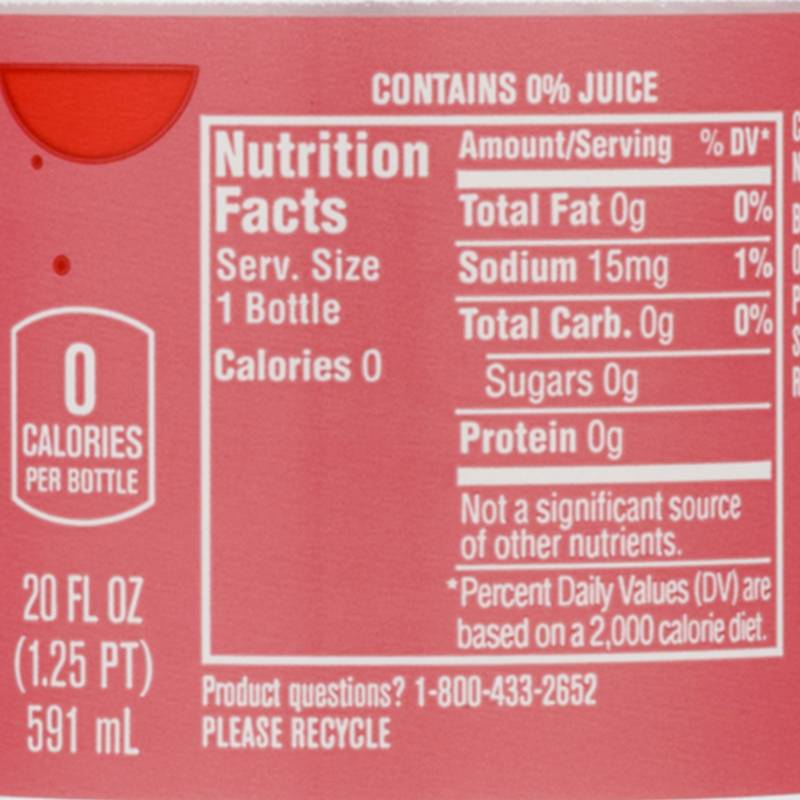 CONTAINS 0% JUICE
Nutrition
Facts
Serv. Size
1 Bottle
Calories 0
Amount/Serving % DV*
Total Fat 0g 0%
Sodium 15mg 1%
Total Carb. 0g 0%
Sugars 0g
Protein 0g
Not a significant source
of other nutrients.
*Percent Daily Values (DV) are
based on a 2,000 calorie diet.
0
CALORIES
PER BOTTLE
20 FL OZ
(1.25 PT)
591 mL
Product questions? 1-800-433-2652
PLEASE RECYCLE